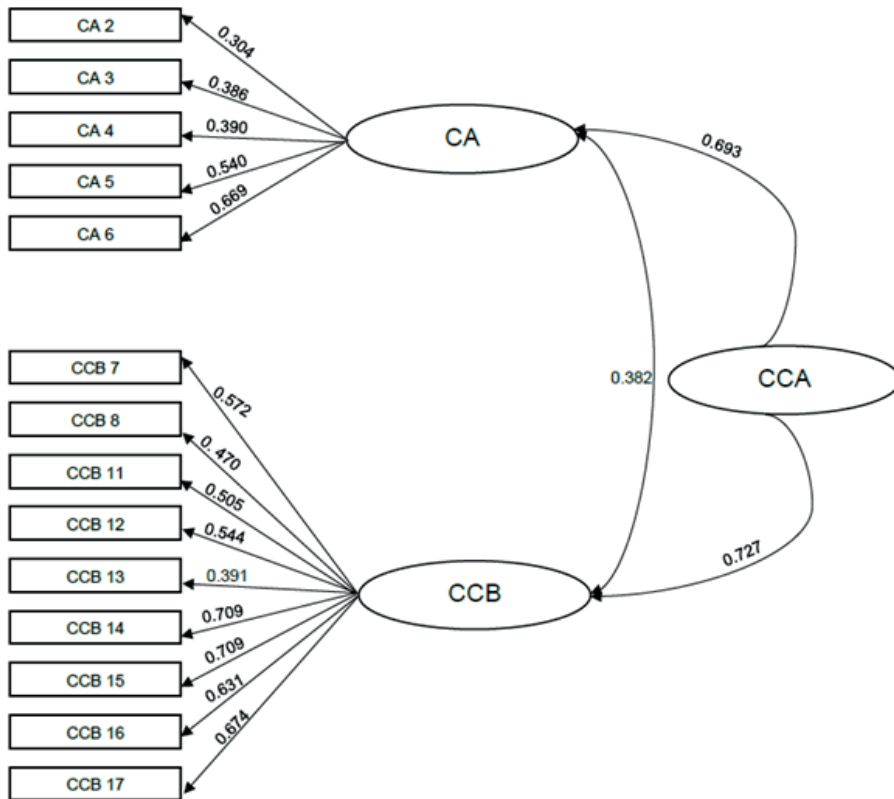 CA 2
0.304
CA 3
0.386
CA 4
0.390
CA 5
0.540
CA 6
0.669
CA
0.693
CCB 7
0.572
CCB 8
0. 470
CCB 11
0.505
CCB 12
0.544
CCB 13
0.391
CCB 14
0.709
CCB 15
0.709
CCB 16
0.631
CCB 17
0.674
CCB
0.382
CCA
0.727